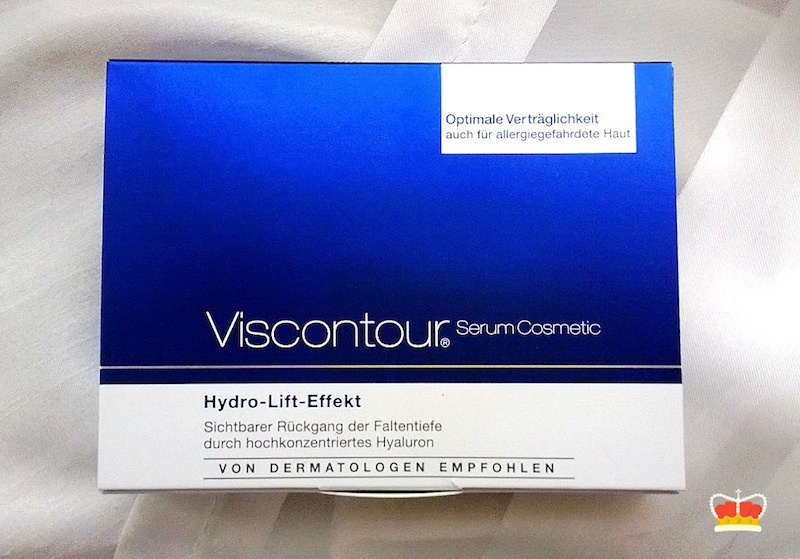 Optimale Verträglichkeit
auch für allergiegefährdete Haut
Viscontour® Serum Cosmetic
Hydro-Lift-Effekt
Sichtbarer Rückgang der Faltentiefe
durch hochkonzentriertes Hyaluron
VON DERMATOLOGEN EMPFOHLEN